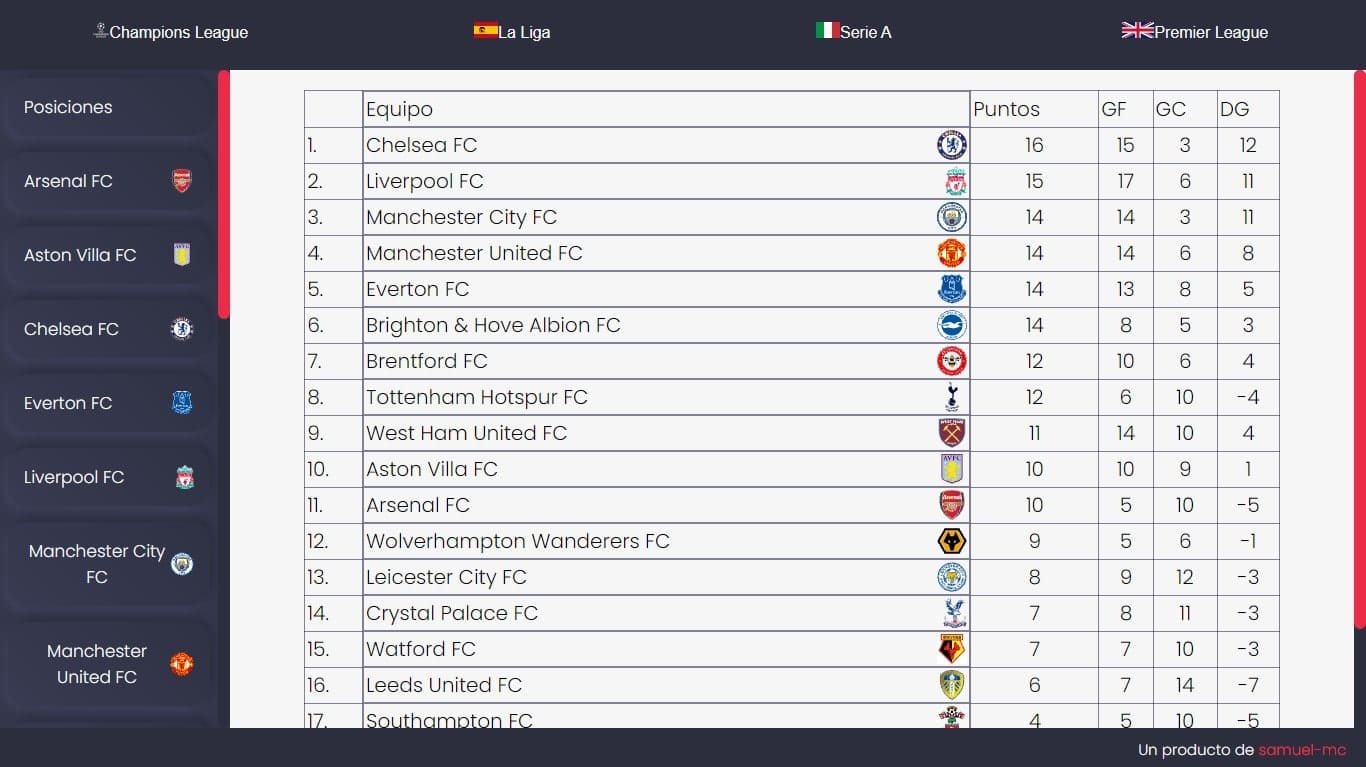 Champions League La Liga Serie A Premier League
Posiciones
Arsenal FC
Aston Villa FC
Chelsea FC
Everton FC
Liverpool FC
Manchester City
FC
Manchester
United FC
Equipo Puntos GF GC DG
1. Chelsea FC 16 15 3 12
2. Liverpool FC 15 17 6 11
3. Manchester City FC 14 14 3 11
4. Manchester United FC 14 14 6 8
5. Everton FC 14 13 8 5
6. Brighton & Hove Albion FC 14 8 5 3
7. Brentford FC 12 10 6 4
8. Tottenham Hotspur FC 12 6 10 -4
9. West Ham United FC 11 14 10 4
10. Aston Villa FC 10 10 9 1
11. Arsenal FC 10 5 10 -5
12. Wolverhampton Wanderers FC 9 5 6 -1
13. Leicester City FC 8 9 12 -3
14. Crystal Palace FC 7 8 11 -3
15. Watford FC 7 7 10 -3
16. Leeds United FC 6 7 14 -7
17. Southampton FC 4 5 10 -5
Un producto de samuel-mc